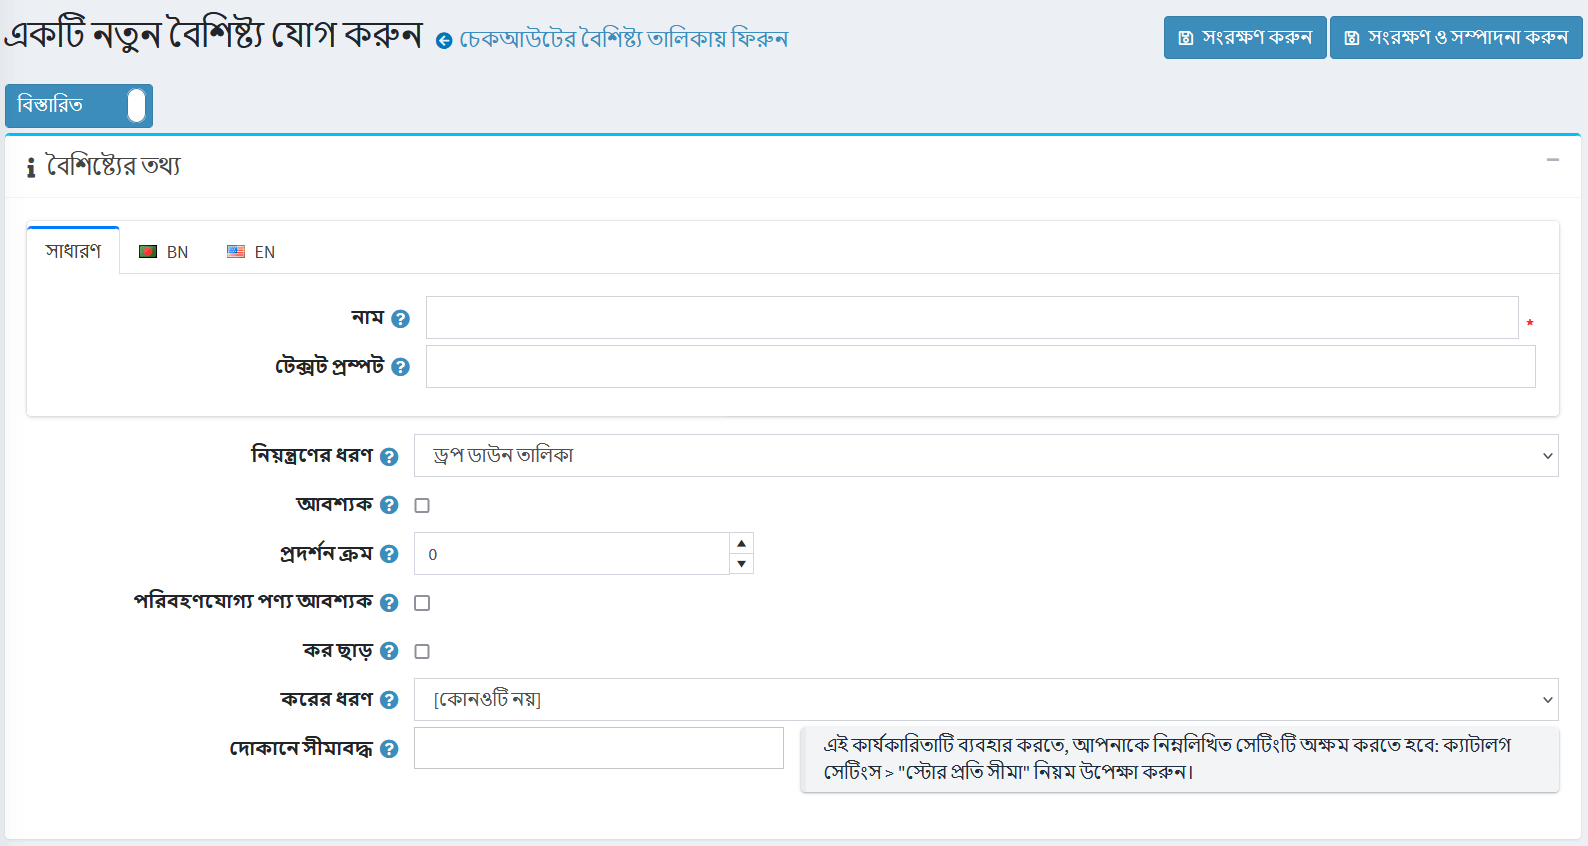 একটি নতুন বৈশিষ্ট্য যোগ করুন চেকআউটের বৈশিষ্ট্য তালিকায় ফিরুন
সংরক্ষণ করুন
সংরক্ষণ ও সম্পাদনা করুন
বিস্তারিত
বৈশিষ্ট্যের তথ্য
সাধারণ BN EN
নাম *
টেক্সট প্রম্পট
নিয়ন্ত্রণের ধরণ ড্রপ ডাউন তালিকা
আবশ্যক
প্রদর্শন ক্রম 0
পরিবহণযোগ্য পণ্য আবশ্যক
কর ছাড়
করের ধরণ [কোনওটি নয়]
দোকানে সীমাবদ্ধ
এই কার্যকারিতাটি ব্যবহার করতে, আপনাকে নিম্নলিখিত সেটিংটি অক্ষম করতে হবে: ক্যাটালগ
সেটিংস > "স্টোর প্রতি সীমা" নিয়ম উপেক্ষা করুন।